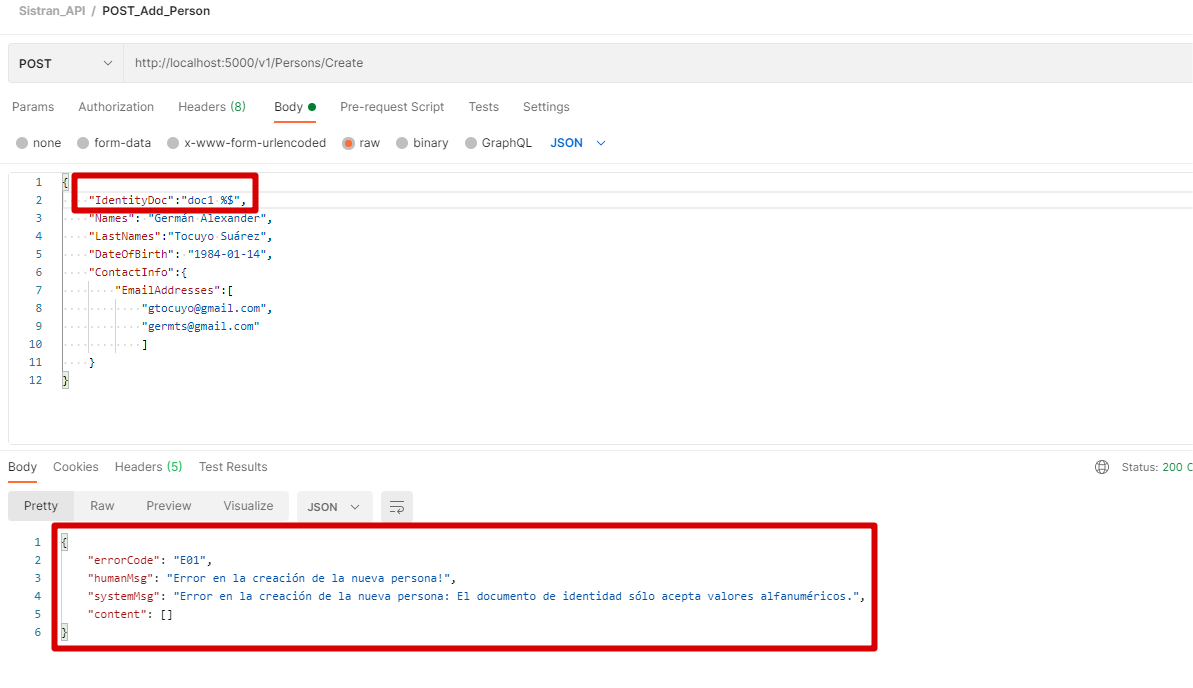 Sistran_API / POST_Add_Person
POST http://localhost:5000/v1/Persons/Create
Params Authorization Headers (8) Body Pre-request Script Tests Settings
none form-data x-www-form-urlencoded raw binary GraphQL JSON
1 {
2 "IdentityDoc":"doc1 %$",
3 "Names": "Germán Alexander",
4 "LastNames":"Tocuyo Suárez",
5 "DateOfBirth": "1984-01-14",
6 "ContactInfo":{
7 "EmailAddresses":[
8 "gtocuyo@gmail.com",
9 "germts@gmail.com"
10 ]
11 }
12 }
Body Cookies Headers (5) Test Results Status: 200
Pretty Raw Preview Visualize JSON
1 {
2 "errorCode": "E01",
3 "humanMsg": "Error en la creación de la nueva persona!",
4 "systemMsg": "Error en la creación de la nueva persona: El documento de identidad sólo acepta valores alfanuméricos.",
5 "content": []
6 }